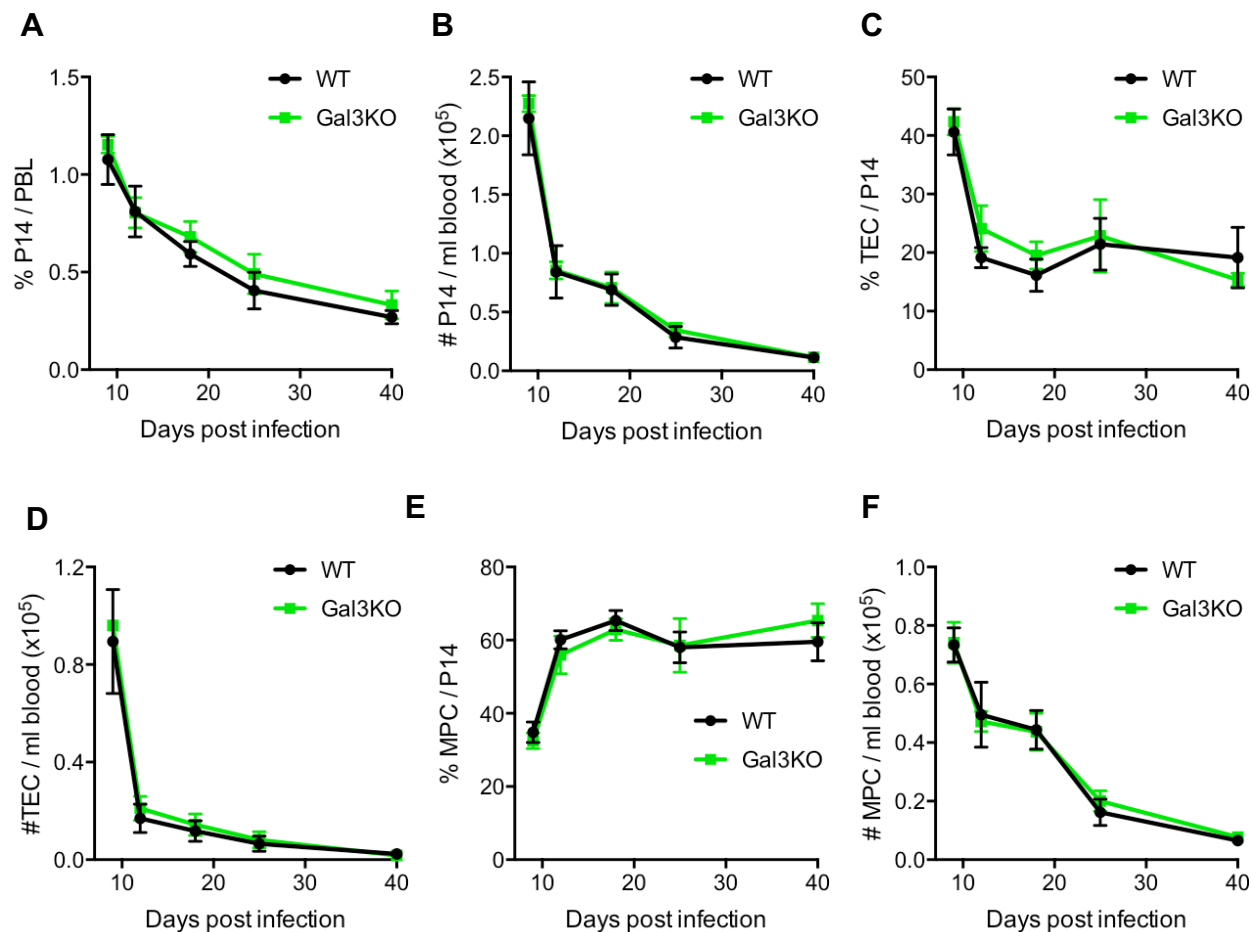 A
% P14 / PBL
1.5
1.0
0.5
0.0
10 20 30 40
Days post infection
WT
Gal3KO
B
# P14 / ml blood (x10⁵)
2.5
2.0
1.5
1.0
0.5
0.0
10 20 30 40
Days post infection
WT
Gal3KO
C
% TEC / P14
50
40
30
20
10
0
10 20 30 40
Days post infection
WT
Gal3KO
D
#TEC / ml blood (x10⁵)
1.2
0.8
0.4
0.0
10 20 30 40
Days post infection
WT
Gal3KO
E
% MPC / P14
80
60
40
20
0
10 20 30 40
Days post infection
WT
Gal3KO
F
# MPC / ml blood (x10⁵)
1.0
0.8
0.6
0.4
0.2
0.0
10 20 30 40
Days post infection
WT
Gal3KO